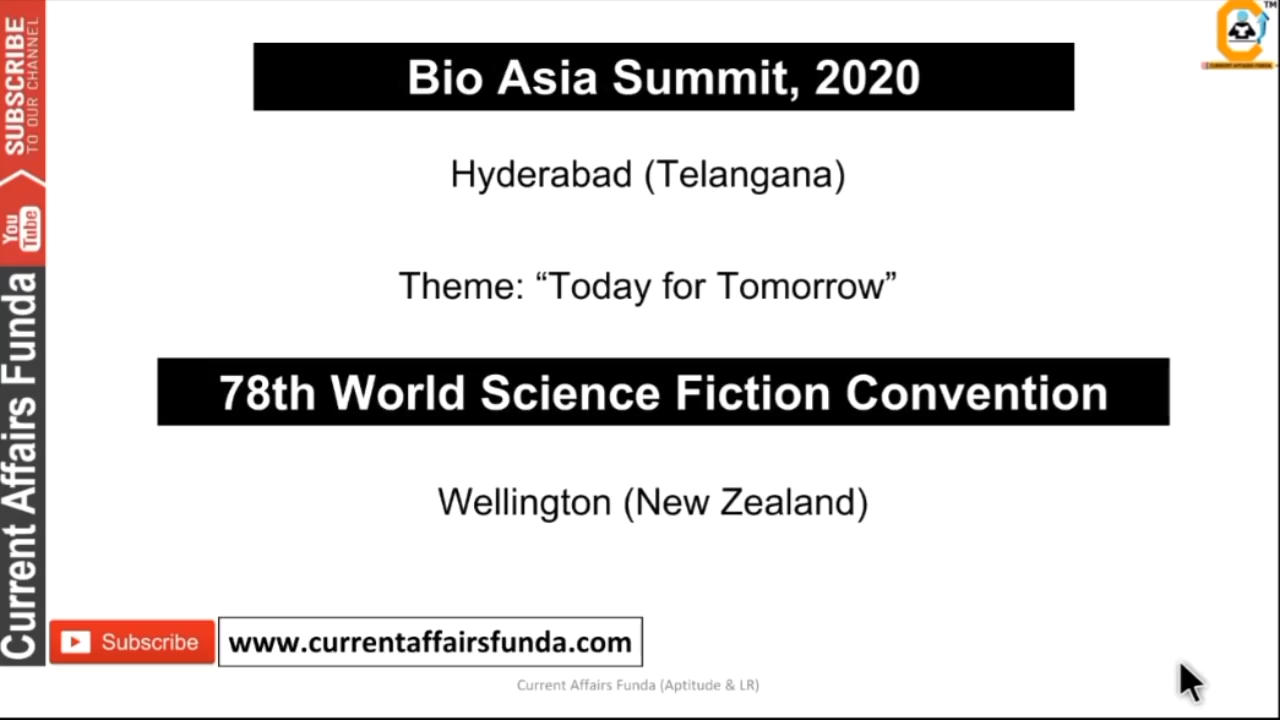 SUBSCRIBE
TO OUR CHANNEL
You
Tube
Current Affairs Funda
TM
Bio Asia Summit, 2020
Hyderabad (Telangana)
Theme: “Today for Tomorrow”
78th World Science Fiction Convention
Wellington (New Zealand)
Subscribe
www.currentaffairsfunda.com
Current Affairs Funda (Aptitude & LR)